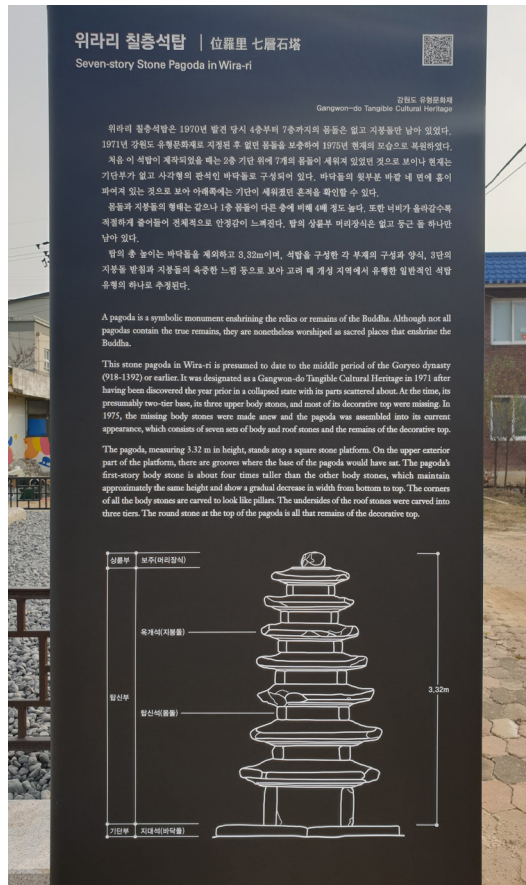 위라리 칠층석탑 | 位羅里 七層石塔
Seven-story Stone Pagoda in Wira-ri
강원도 유형문화재
Gangwon-do Tangible Cultural Heritage
위라리 칠층석탑은 1970년 발견 당시 4층부터 7층까지의 몸돌은 없고 지붕돌만 남아 있었다.
1971년 강원도 유형문화재로 지정된 후 없던 몸돌을 보충하여 1975년 현재의 모습으로 복원하였다.
처음 이 석탑이 제작되었을 때는 2층 기단 위에 7개의 몸돌이 세워져 있었던 것으로 보이나 현재는
기단부가 없고 사각형의 판석인 바닥돌로 구성되어 있다. 바닥돌의 윗부분 바깥 네 면에 홈이
파여져 있는 것으로 보아 아래쪽에는 기단이 세워졌던 흔적을 확인할 수 있다.
몸돌과 지붕돌의 형태는 같으나 1층 몸돌이 다른 층에 비해 4배 정도 높다. 또한 너비가 올라갈수록
적절하게 줄어들어 전체적으로 안정감이 느껴진다. 탑의 상륜부 머리장식은 없고 둥근 돌 하나만
남아 있다.
탑의 총 높이는 바닥돌을 제외하고 3.32m이며, 석탑을 구성한 각 부재의 구성과 양식, 3단의
지붕돌 받침과 지붕돌의 육중한 느낌 등으로 보아 고려 때 개성 지역에서 유행한 일반적인 석탑
유형의 하나로 추정된다.
A pagoda is a symbolic monument enshrining the relics or remains of the Buddha. Although not all
pagodas contain the true remains, they are nonetheless worshiped as sacred places that enshrine the
Buddha.
This stone pagoda in Wira-ri is presumed to date to the middle period of the Goryeo dynasty
(918-1392) or earlier. It was designated as a Gangwon-do Tangible Cultural Heritage in 1971 after
having been discovered the year prior in a collapsed state with its parts scattered about. At the time, its
presumably two-tier base, its three upper body stones, and most of its decorative top were missing. In
1975, the missing body stones were made anew and the pagoda was assembled into its current
appearance, which consists of seven sets of body and roof stones and the remains of the decorative top.
The pagoda, measuring 3.32 m in height, stands atop a square stone platform. On the upper exterior
part of the platform, there are grooves where the base of the pagoda would have sat. The pagoda's
first-story body stone is about four times taller than the other body stones, which maintain
approximately the same height and show a gradual decrease in width from bottom to top. The corners
of all the body stones are carved to look like pillars. The undersides of the roof stones were carved into
three tiers. The round stone at the top of the pagoda is all that remains of the decorative top.
상륜부 보주(머리장식)
옥개석(지붕돌)
3.32m
탑신부
탑신석(몸돌)
기단부 지대석(바닥돌)